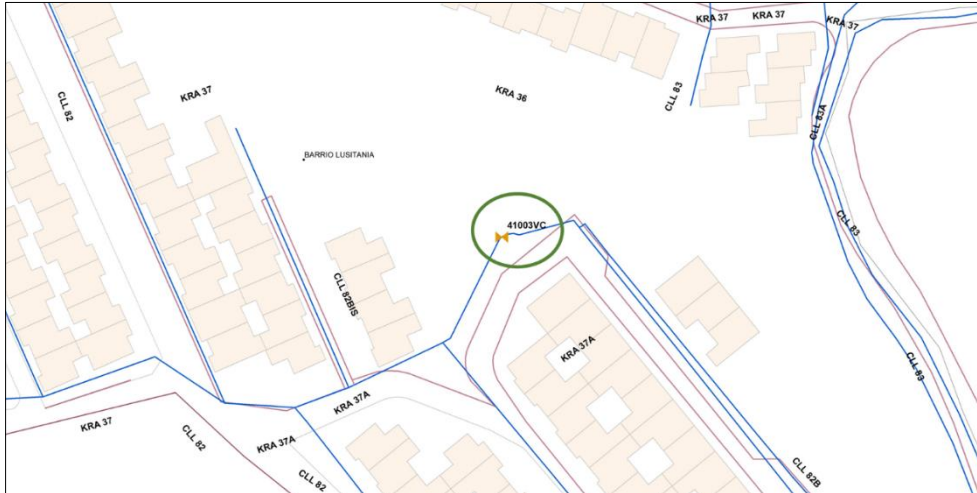 KRA 37
KRA 37
KRA 37
CLL 82
KRA 37
KRA 36
CLL 83
CLL 83A
BARRIO LUSITANIA
41003VC
CLL 83
CLL 82BIS
KRA 37A
CLL 83
KRA 37A
KRA 37
CLL 82
KRA 37A
CLL 82
CLL 82B